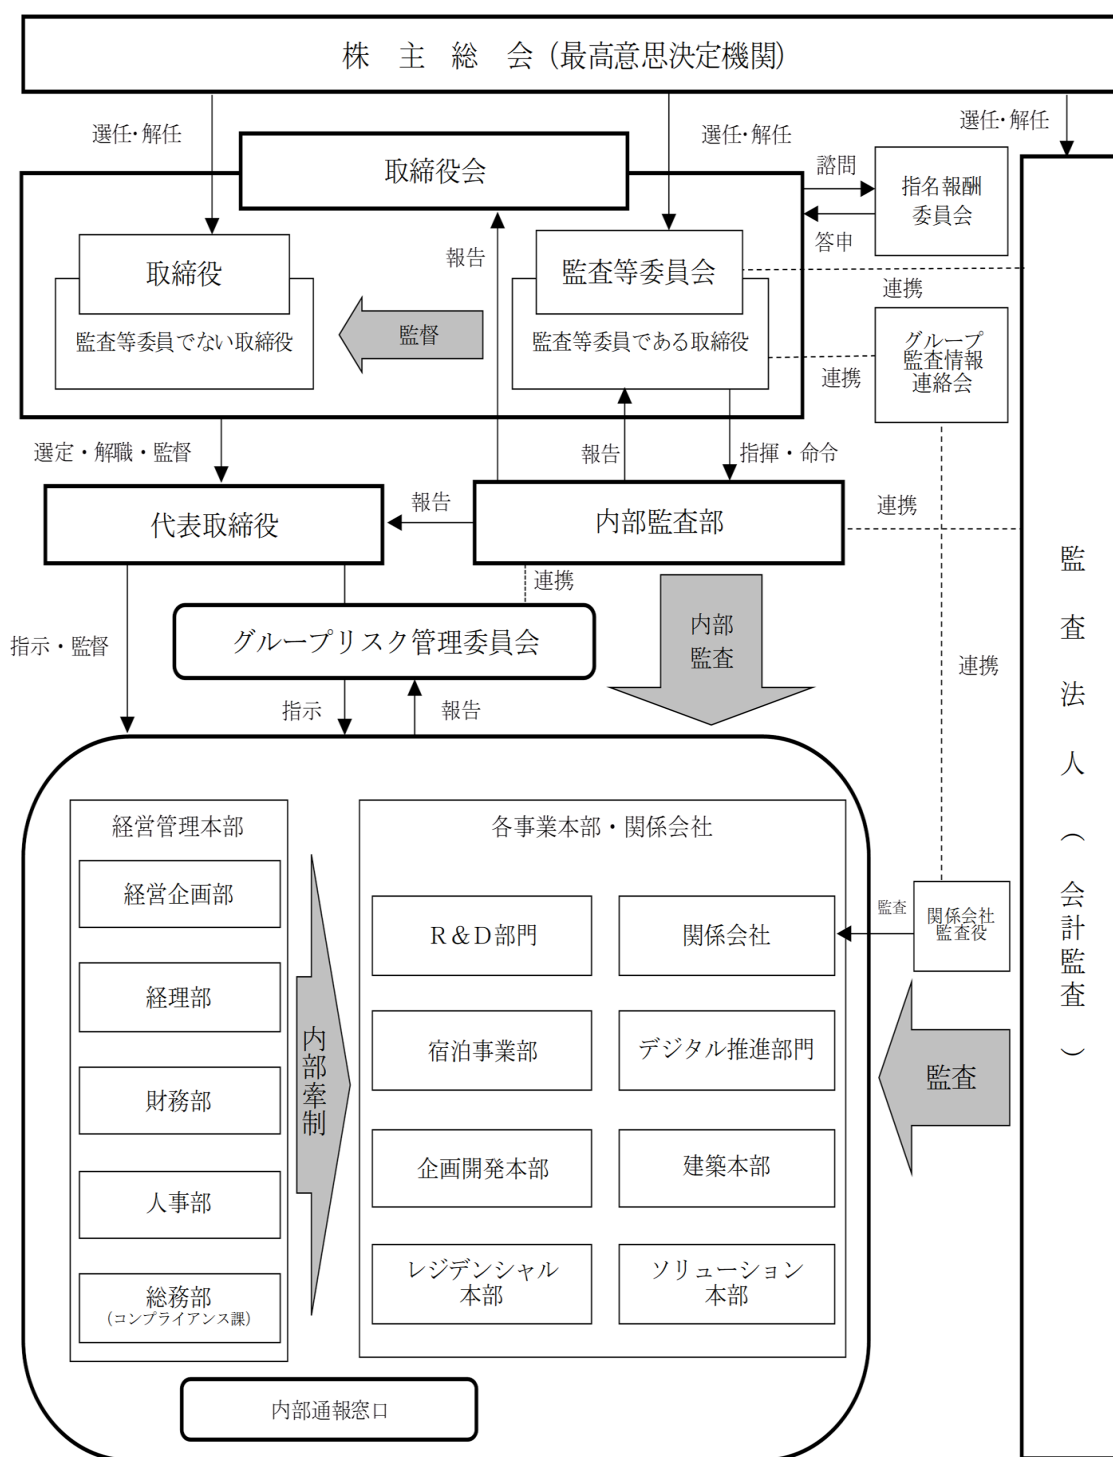 株主総会（最高意思決定機関）
選任・解任
選任・解任
選任・解任
取締役会
諮問
指名報酬
委員会
答申
報告
取締役
監査等委員会
連携
監督
監査等委員でない取締役
監査等委員である取締役
グループ
監査情報
連絡会
連携
選定・解職・監督
報告
指揮・命令
代表取締役
報告
内部監査部
連携
連携
グループリスク管理委員会
内部
監査
指示・監督
連携
指示
報告
監査法人（会計監査）
経営管理本部
各事業本部・関係会社
経営企画部
経理部
財務部
人事部
総務部
（コンプライアンス課）
内部牽制
R＆D部門
関係会社
監査
関係会社
監査役
宿泊事業部
デジタル推進部門
監査
企画開発本部
建築本部
レジデンシャル
本部
ソリューション
本部
内部通報窓口